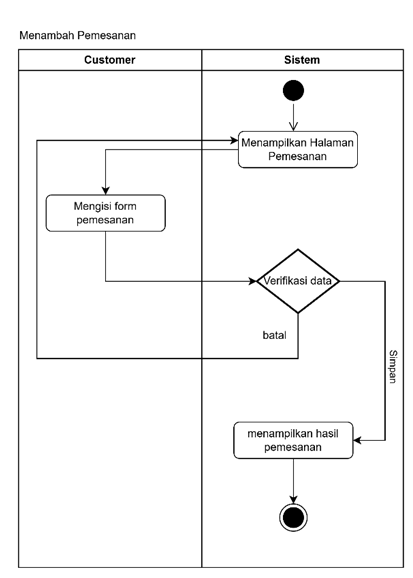 Menambah Pemesanan
Customer
Sistem
Menampilkan Halaman
Pemesanan
Mengisi form
pemesanan
Verifikasi data
batal
Simpan
menampilkan hasil
pemesanan